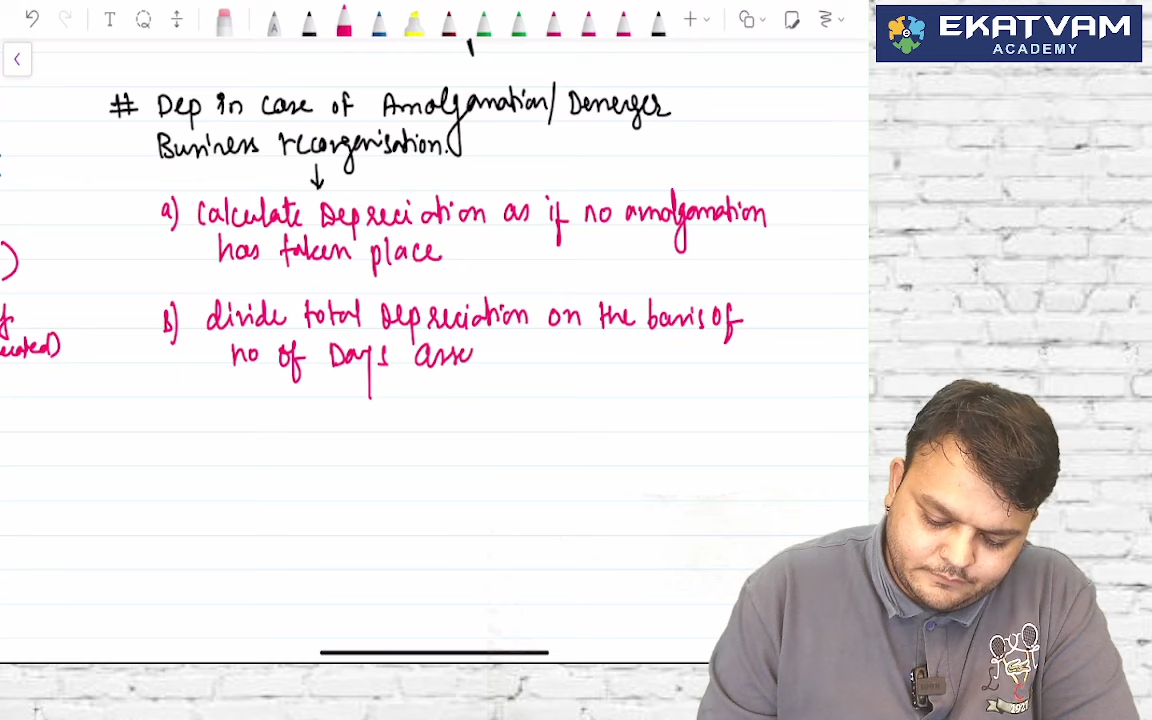 EKATVAM
ACADEMY
# Dep in case of Amalgamation/ Demerger
Business reorganisation.
↓
a) Calculate Depreciation as if no amalgamation
has taken place
B) divide total Depreciation on the basis of
no of Days asse